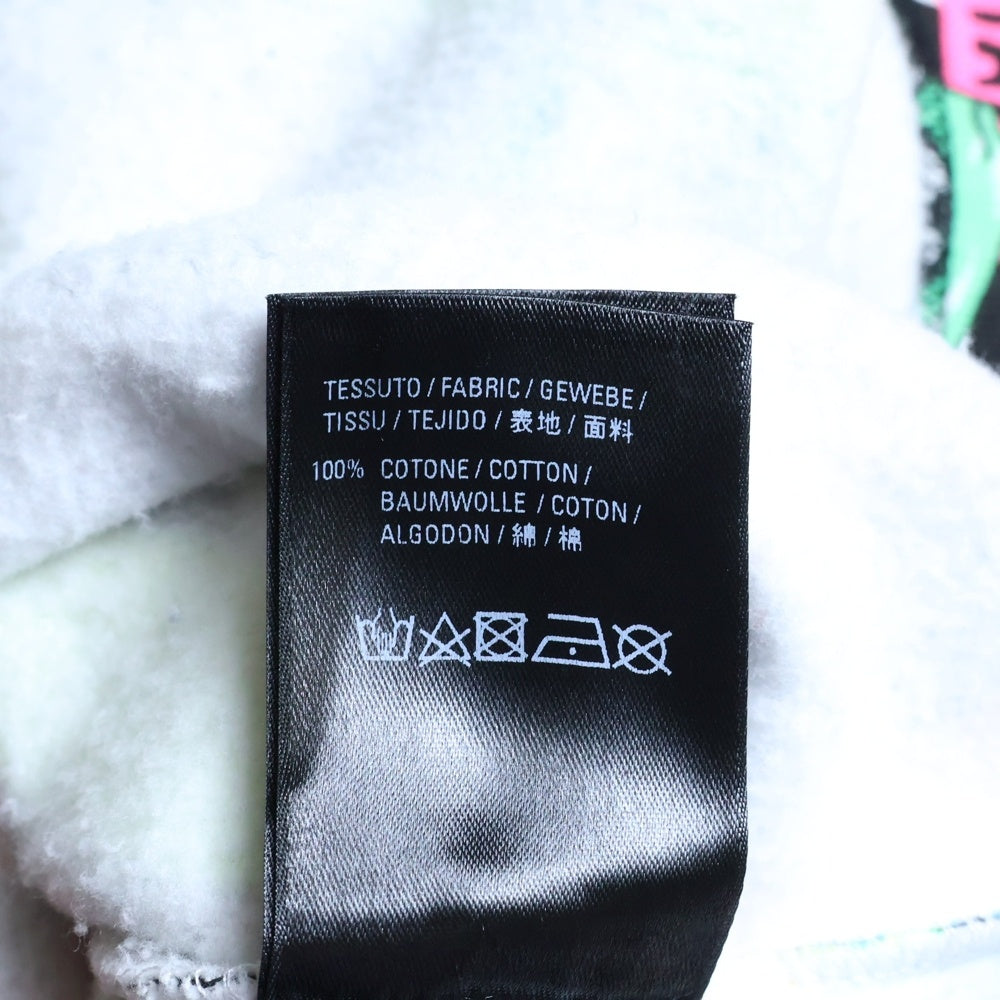 TESSUTO / FABRIC / GEWEBE /
TISSU / TEJIDO / 表地 / 面料
100% COTONE / COTTON /
BAUMWOLLE / COTON /
ALGODON / 綿 / 棉